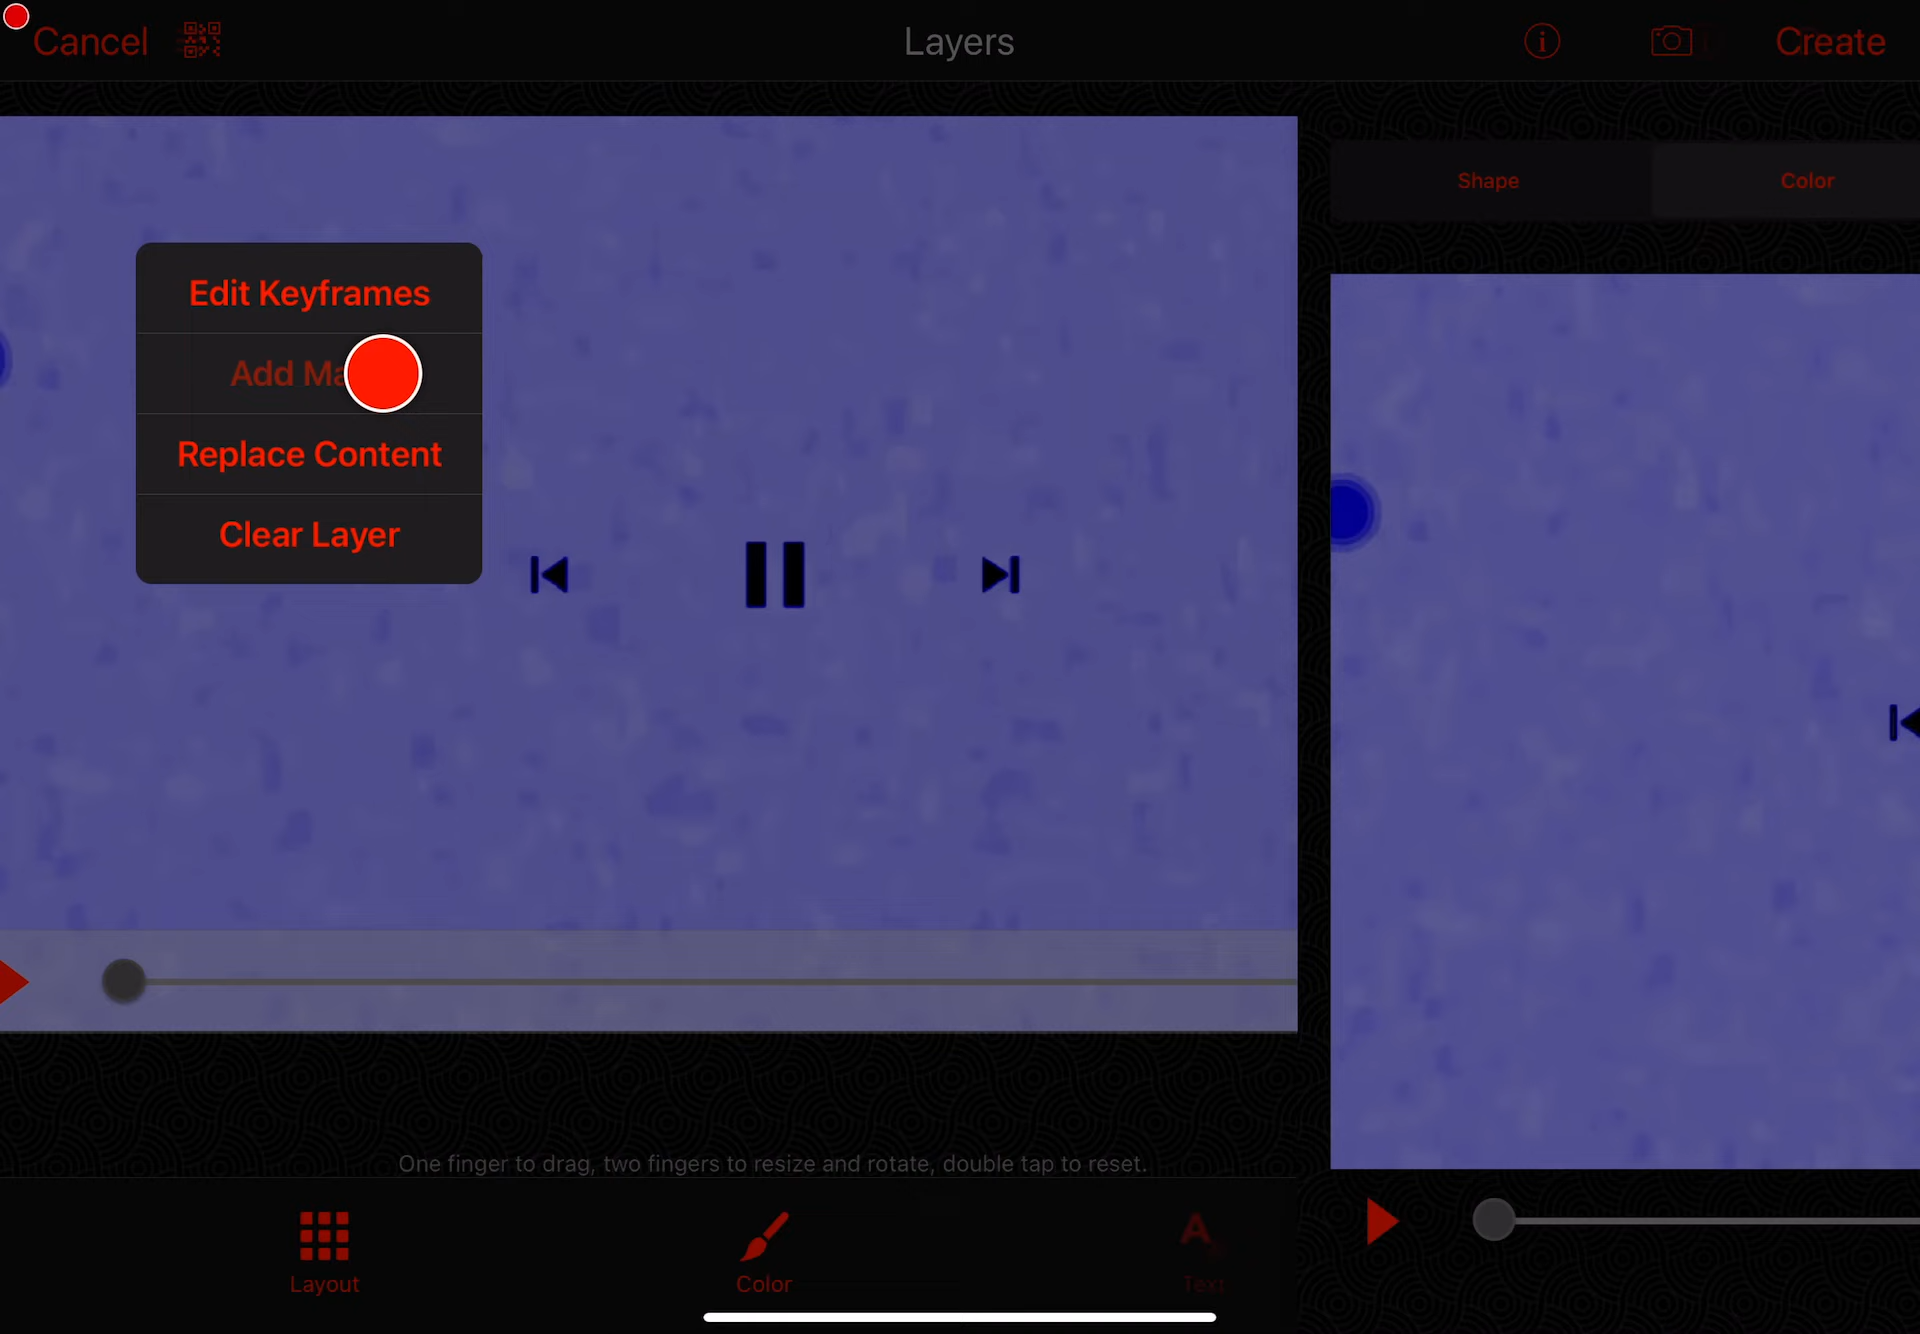 Cancel
Layers
Create
Shape
Color
Edit Keyframes
Add
Replace Content
Clear Layer
One finger to drag, two fingers to resize and rotate, double tap to reset.
Layout
Color
Text